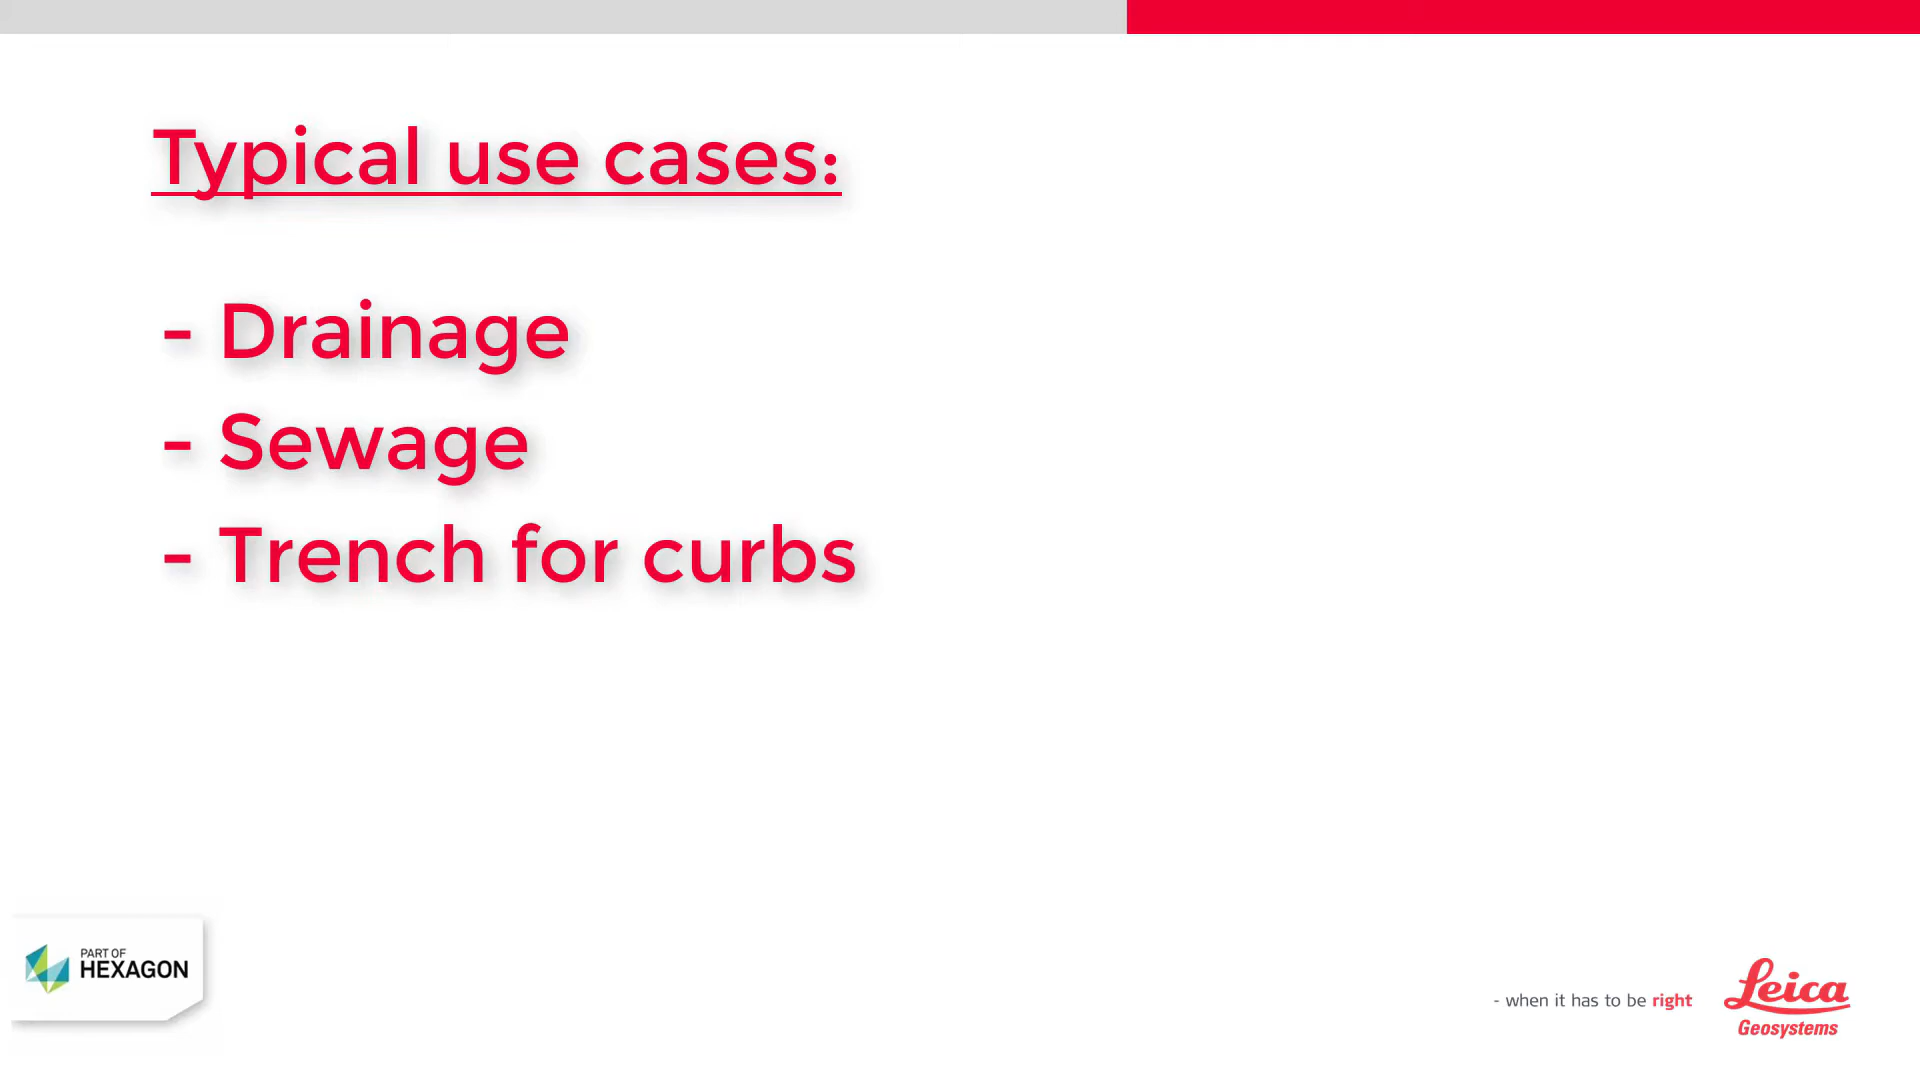 Typical use cases:
- Drainage
- Sewage
- Trench for curbs
PART OF
HEXAGON
- when it has to be right
Leica
Geosystems